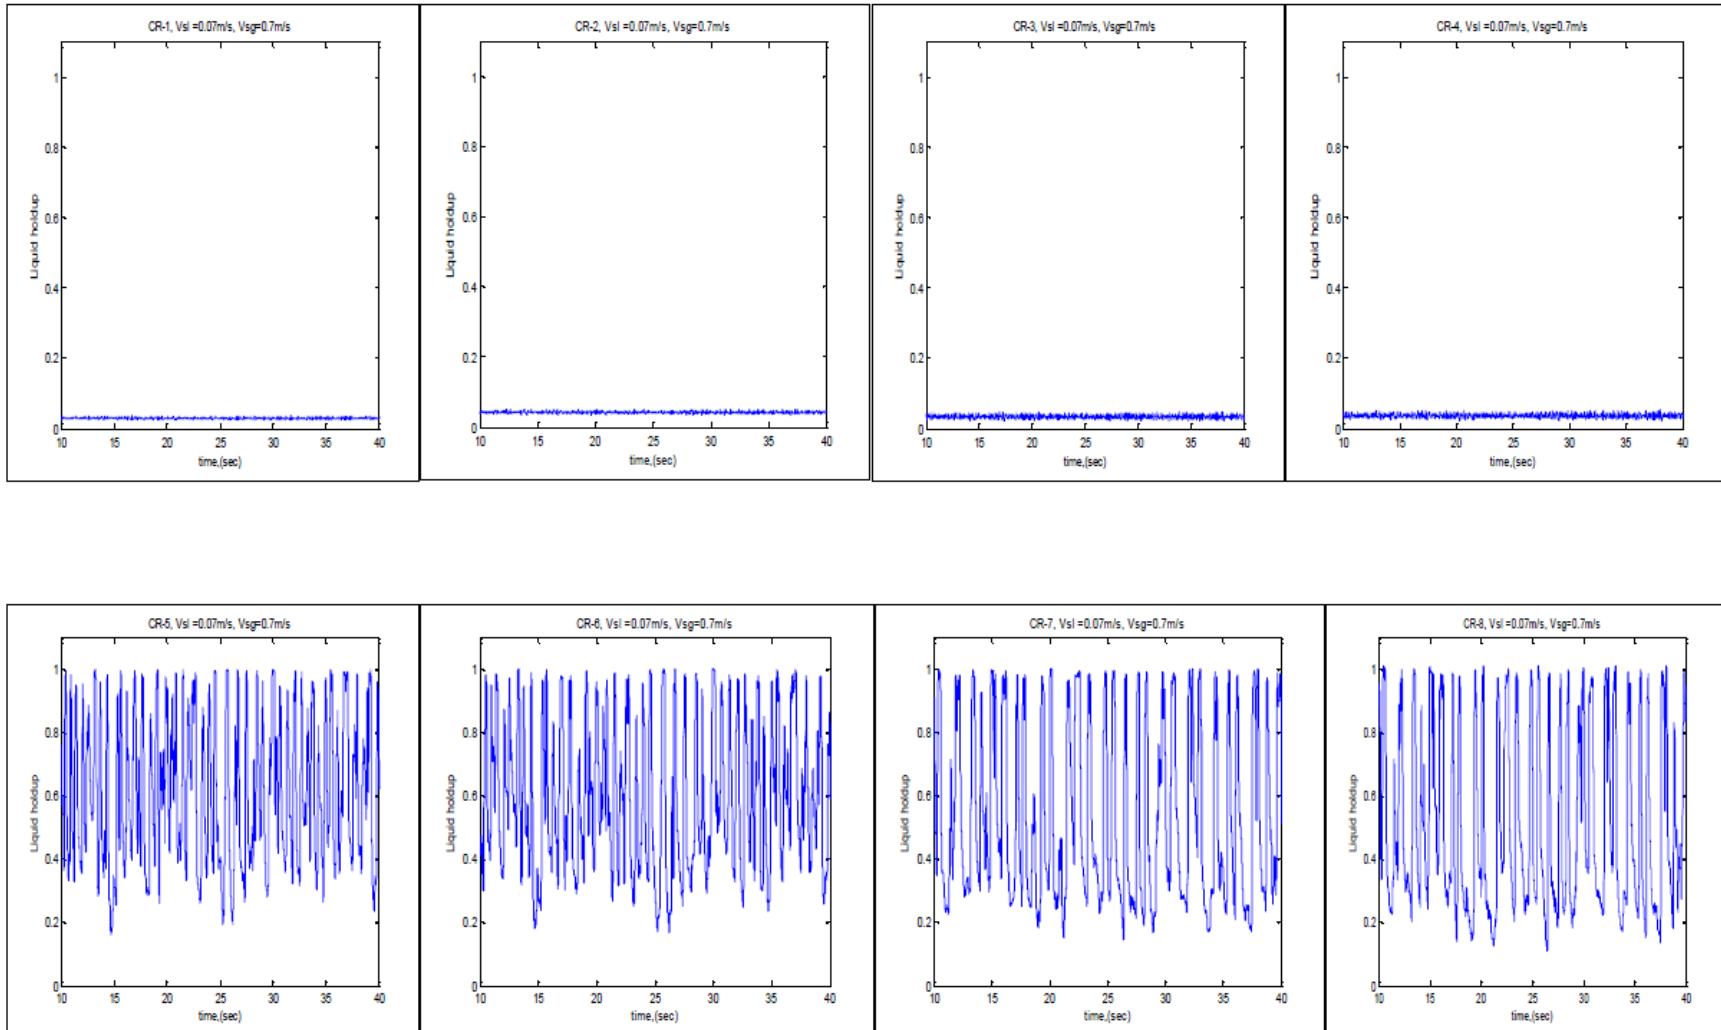 CR-1, Vsl =0.07m/s, Vsg=0.7m/s
1
0.8
0.6
0.4
0.2
0
Liquid holdup
10 15 20 25 30 35 40
time,(sec)
CR-2, Vsl =0.07m/s, Vsg=0.7m/s
1
0.8
0.6
0.4
0.2
0
Liquid holdup
10 15 20 25 30 35 40
time,(sec)
CR-3, Vsl =0.07m/s, Vsg=0.7m/s
1
0.8
0.6
0.4
0.2
0
Liquid holdup
10 15 20 25 30 35 40
time,(sec)
CR-4, Vsl =0.07m/s, Vsg=0.7m/s
1
0.8
0.6
0.4
0.2
0
Liquid holdup
10 15 20 25 30 35 40
time,(sec)
CR-5, Vsl =0.07m/s, Vsg=0.7m/s
1
0.8
0.6
0.4
0.2
0
Liquid holdup
10 15 20 25 30 35 40
time,(sec)
CR-6, Vsl =0.07m/s, Vsg=0.7m/s
1
0.8
0.6
0.4
0.2
0
Liquid holdup
10 15 20 25 30 35 40
time,(sec)
CR-7, Vsl =0.07m/s, Vsg=0.7m/s
1
0.8
0.6
0.4
0.2
0
Liquid holdup
10 15 20 25 30 35 40
time,(sec)
CR-8, Vsl =0.07m/s, Vsg=0.7m/s
1
0.8
0.6
0.4
0.2
0
Liquid holdup
10 15 20 25 30 35 40
time,(sec)